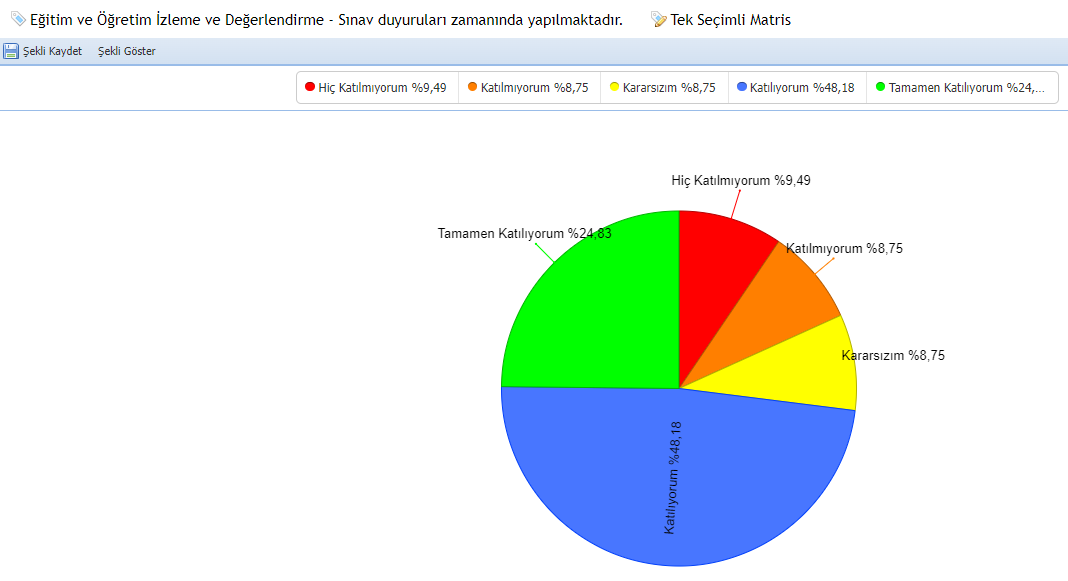 Eğitim ve Öğretim İzleme ve Değerlendirme - Sınav duyuruları zamanında yapılmaktadır. Tek Seçimli Matris
Şekli Kaydet Şekli Göster
Hiç Katılmıyorum %9,49 Katılmıyorum %8,75 Kararsızım %8,75 Katılıyorum %48,18 Tamamen Katılıyorum %24,...
Hiç Katılmıyorum %9,49
Tamamen Katılıyorum %24,83
Katılmıyorum %8,75
Kararsızım %8,75
Katılıyorum %48,18